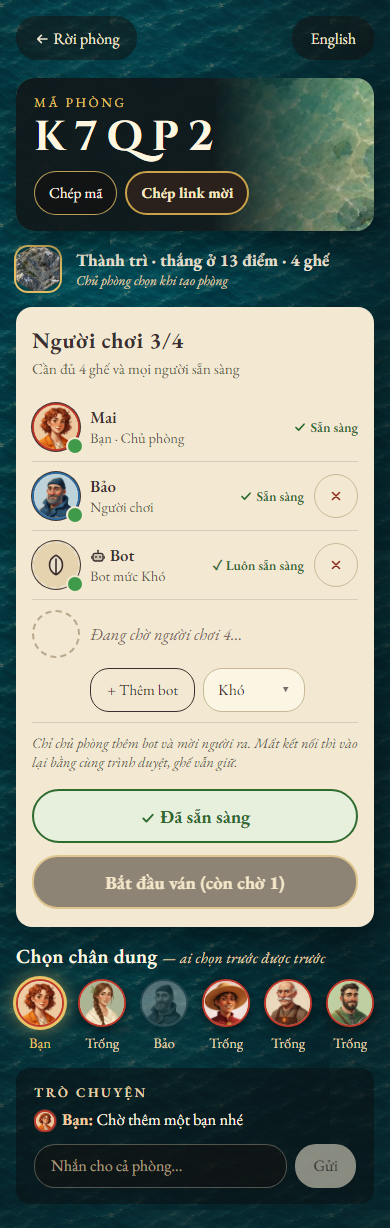 ← Rời phòng
English
MÃ PHÒNG
K7QP2
Chép mã
Chép link mời
Thành trì · thắng ở 13 điểm · 4 ghế
Chủ phòng chọn khi tạo phòng
Người chơi 3/4
Cần đủ 4 ghế và mọi người sẵn sàng
Mai
Bạn · Chủ phòng
✓ Sẵn sàng
Bảo
Người chơi
✓ Sẵn sàng
×
Bot
Bot mức Khó
✓ Luôn sẵn sàng
×
Đang chờ người chơi 4...
+ Thêm bot
Khó
Chỉ chủ phòng thêm bot và mời người ra. Mất kết nối thì vào
lại bằng cùng trình duyệt, ghế vẫn giữ.
✓ Đã sẵn sàng
Bắt đầu ván (còn chờ 1)
Chọn chân dung — ai chọn trước được trước
Bạn
Trống
Bảo
Trống
Trống
Trống
TRÒ CHUYỆN
Bạn: Chờ thêm một bạn nhé
Nhắn cho cả phòng...
Gửi